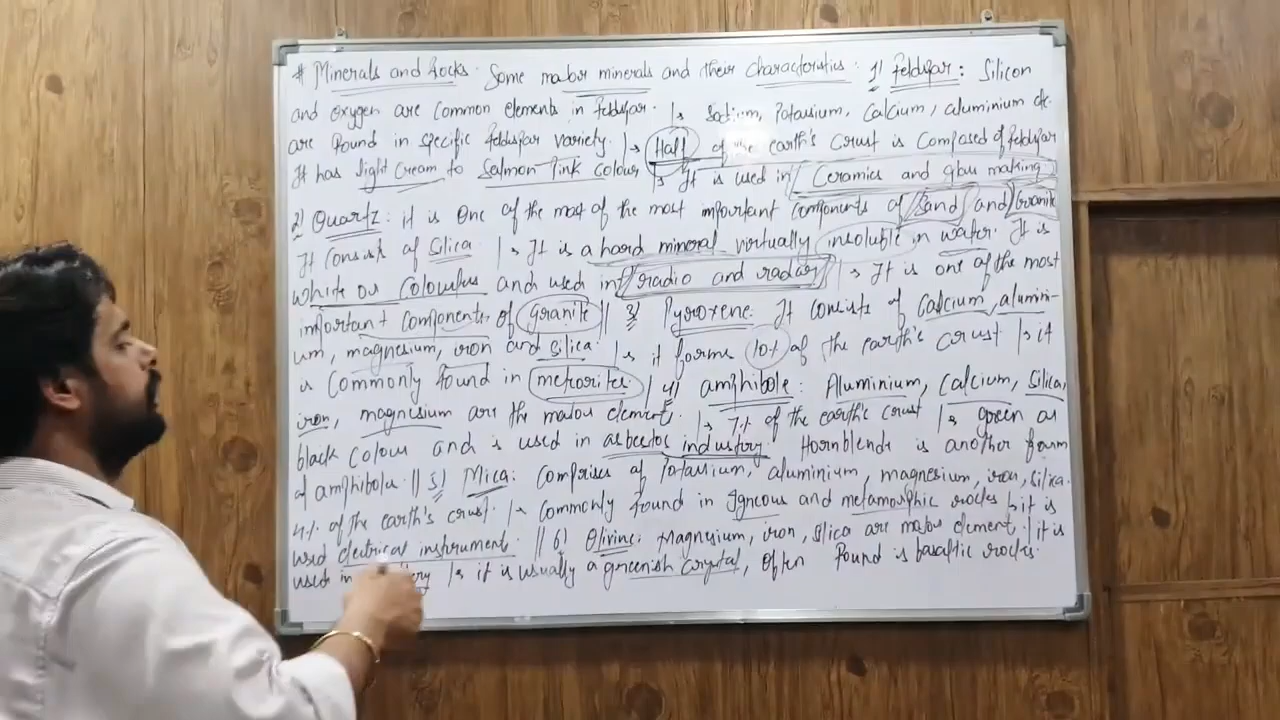 # Minerals and Rocks. Some major minerals and their characteristics: 1) Feldspar: Silicon
and oxygen are common elements in feldspar. |→ Sodium, Potassium, Calcium, aluminium etc.
are found in specific feldspar variety. |→ Half of the earth's crust is composed of feldspar
It has light cream to Salmon Pink colour |→ It is used in Ceramics and glass making
2) Quartz: it is One of the most of the most important components of Sand and Granite
It consists of Silica. |→ It is a hard mineral virtually insoluble in water. It is
white or Colourless and used in radio and radar |→ It is one of the most
important components of Granite || 3) Pyroxene: It consists of calcium, alumini-
um, magnesium, iron and silica. |→ it forms 10% of the earth's crust |→ it
is commonly found in meteorites. || 4) amphibole: Aluminium, Calcium, Silica,
iron, magnesium are the major element. |→ 7% of the earth's crust |→ green or
black colour and is used in asbestos industry. Hornblende is another form
of amphibole. || 5) Mica: Comprises of Potassium, aluminium, magnesium, iron, silica.
4% of the earth's crust. |→ Commonly found in Igneous and metamorphic rocks |→ it is
used electrical instrument. || 6) Olivine: Magnesium, iron, Silica are major element. | it is
used in |→ it is usually a greenish crystal, Often found is basaltic rocks.